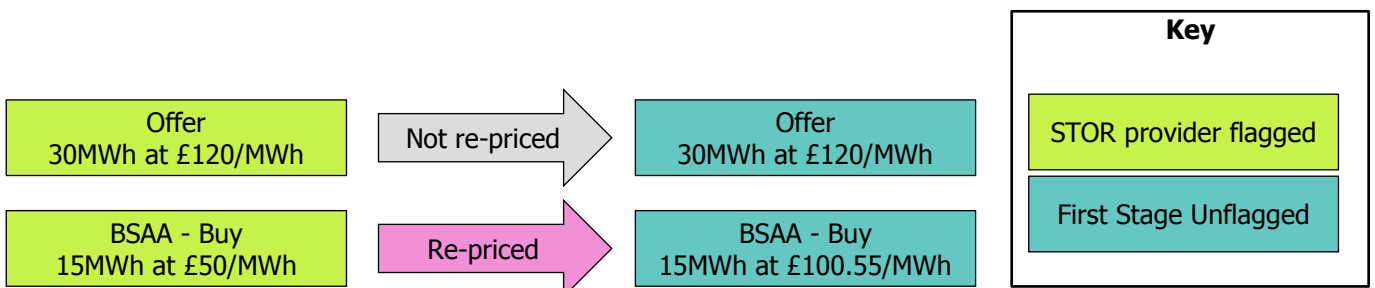 Key
Offer
30MWh at £120/MWh
Not re-priced
Offer
30MWh at £120/MWh
STOR provider flagged
BSAA - Buy
15MWh at £50/MWh
Re-priced
BSAA - Buy
15MWh at £100.55/MWh
First Stage Unflagged